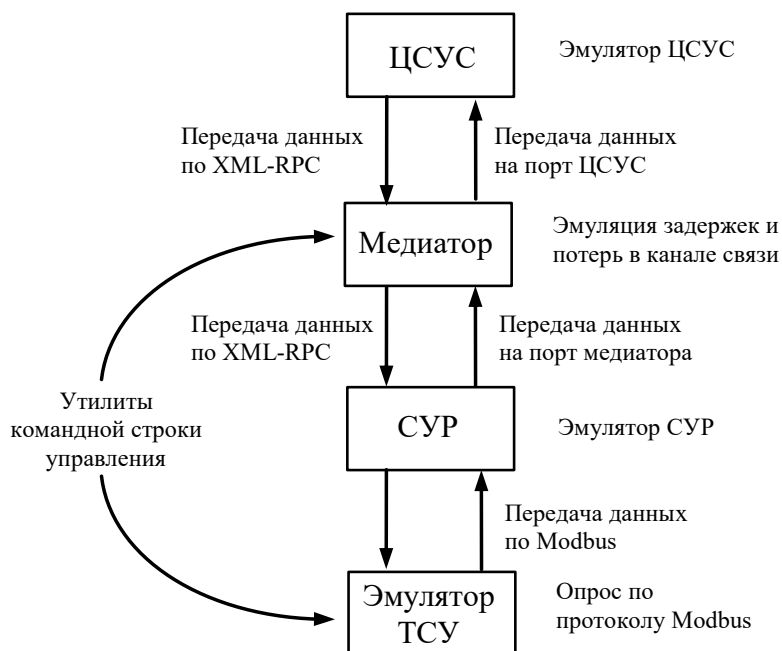 ЦСУС
Эмулятор ЦСУС
Передача данных
по XML-RPC
Передача данных
на порт ЦСУС
Медиатор
Эмуляция задержек и
потерь в канале связи
Передача данных
по XML-RPC
Передача данных
на порт медиатора
Утилиты
командной строки
управления
СУР
Эмулятор СУР
Передача данных
по Modbus
Эмулятор
ТСУ
Опрос по
протоколу Modbus